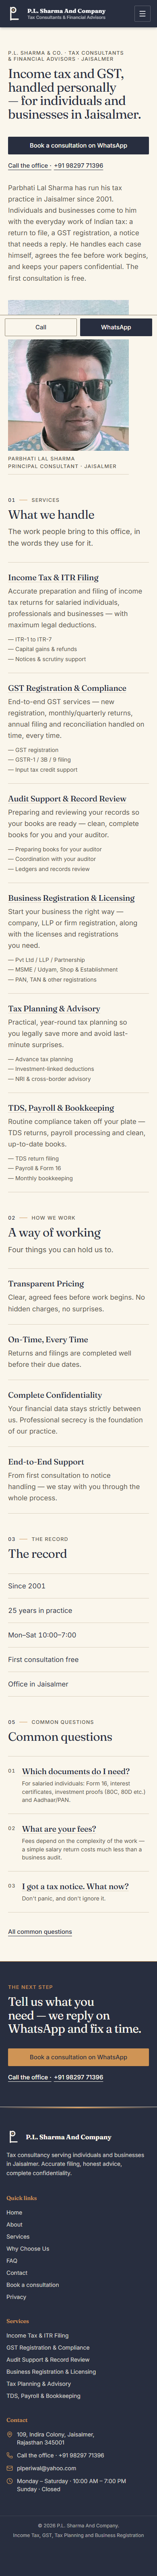 P.L. Sharma And Company
Tax Consultants & Financial Advisors
P.L. SHARMA & CO. · TAX CONSULTANTS
& FINANCIAL ADVISORS · JAISALMER
Income tax and GST,
handled personally
— for individuals and
businesses in Jaisalmer.
Book a consultation on WhatsApp
Call the office · +91 98297 71396
Parbhati Lal Sharma has run his tax
practice in Jaisalmer since 2001.
Individuals and businesses come to him
with the everyday work of Indian tax: a
return to file, a GST registration, a notice
that needs a reply. He handles each case
himself, agrees the fee before work begins,
and keeps your papers confidential. The
first consultation is free.
Call
WhatsApp
PARBHATI LAL SHARMA
PRINCIPAL CONSULTANT · JAISALMER
01 — SERVICES
What we handle
The work people bring to this office, in
the words they use for it.
Income Tax & ITR Filing
Accurate preparation and filing of income
tax returns for salaried individuals,
professionals and businesses — with
maximum legal deductions.
— ITR-1 to ITR-7
— Capital gains & refunds
— Notices & scrutiny support
GST Registration & Compliance
End-to-end GST services — new
registration, monthly/quarterly returns,
annual filing and reconciliation handled on
time, every time.
— GST registration
— GSTR-1 / 3B / 9 filing
— Input tax credit support
Audit Support & Record Review
Preparing and reviewing your records so
your books are ready — clean, complete
books for you and your auditor.
— Preparing books for your auditor
— Coordination with your auditor
— Ledgers and records review
Business Registration & Licensing
Start your business the right way —
company, LLP or firm registration, along
with the licenses and registrations
you need.
— Pvt Ltd / LLP / Partnership
— MSME / Udyam, Shop & Establishment
— PAN, TAN & other registrations
Tax Planning & Advisory
Practical, year-round tax planning so
you legally save more and avoid last-
minute surprises.
— Advance tax planning
— Investment-linked deductions
— NRI & cross-border advisory
TDS, Payroll & Bookkeeping
Routine compliance taken off your plate —
TDS returns, payroll processing and clean,
up-to-date books.
— TDS return filing
— Payroll & Form 16
— Monthly bookkeeping
02 — HOW WE WORK
A way of working
Four things you can hold us to.
Transparent Pricing
Clear, agreed fees before work begins. No
hidden charges, no surprises.
On-Time, Every Time
Returns and filings are completed well
before their due dates.
Complete Confidentiality
Your financial data stays strictly between
us. Professional secrecy is the foundation
of our practice.
End-to-End Support
From first consultation to notice
handling — we stay with you through the
whole process.
03 — THE RECORD
The record
Since 2001
25 years in practice
Mon–Sat 10:00–7:00
First consultation free
Office in Jaisalmer
05 — COMMON QUESTIONS
Common questions
01 Which documents do I need?
For salaried individuals: Form 16, interest
certificates, investment proofs (80C, 80D etc.)
and Aadhaar/PAN.
02 What are your fees?
Fees depend on the complexity of the work —
a simple salary return costs much less than a
business audit.
03 I got a tax notice. What now?
Don't panic, and don't ignore it.
All common questions
THE NEXT STEP
Tell us what you
need — we reply on
WhatsApp and fix a time.
Book a consultation on WhatsApp
Call the office · +91 98297 71396
P.L. Sharma And Company
Tax consultancy serving individuals and businesses
in Jaisalmer. Accurate filing, honest advice,
complete confidentiality.
Quick links
Home
About
Services
Why Choose Us
FAQ
Contact
Book a consultation
Privacy
Services
Income Tax & ITR Filing
GST Registration & Compliance
Audit Support & Record Review
Business Registration & Licensing
Tax Planning & Advisory
TDS, Payroll & Bookkeeping
Contact
109, Indira Colony, Jaisalmer,
Rajasthan 345001
Call the office · +91 98297 71396
plperiwal@yahoo.com
Monday – Saturday · 10:00 AM – 7:00 PM
Sunday · Closed
© 2026 P.L. Sharma And Company.
Income Tax, GST, Tax Planning and Business Registration